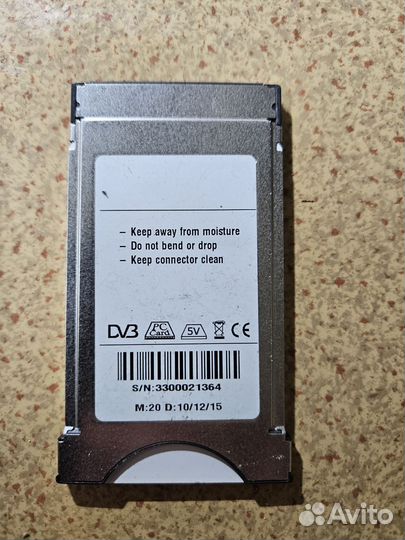 – Keep away from moisture
– Do not bend or drop
– Keep connector clean
DVB PC Card 5V CE
S/N:3300021364
M:20 D:10/12/15
Avito